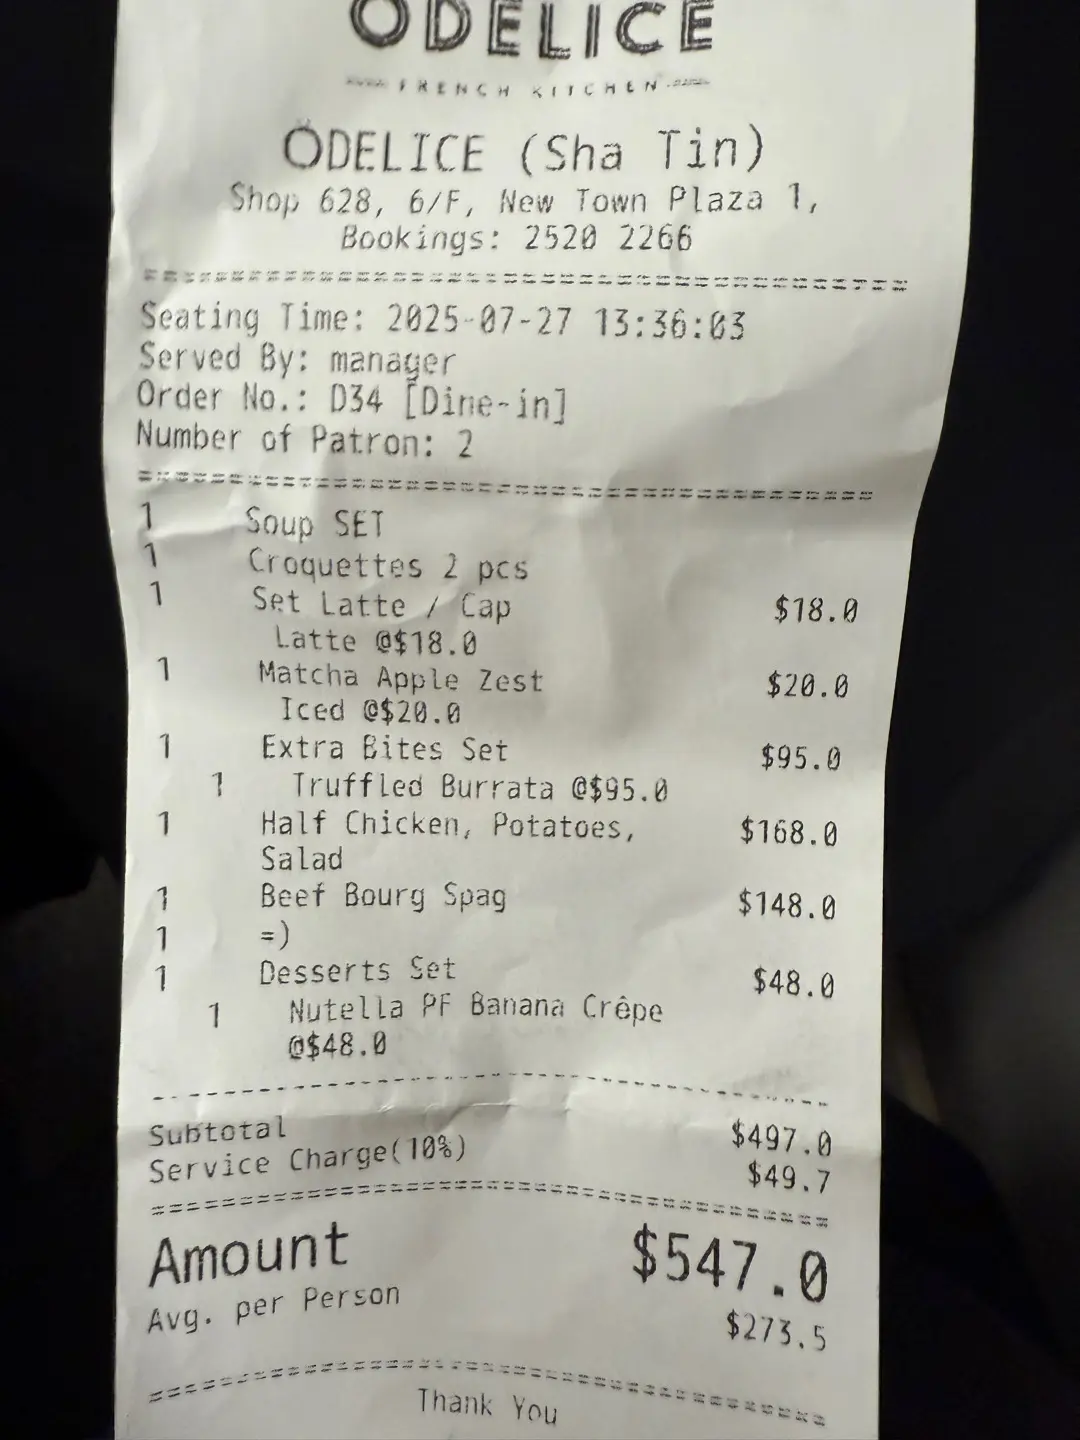 ÖDELICE
FRENCH KITCHEN
ÖDELICE (Sha Tin)
Shop 628, 6/F, New Town Plaza 1,
Bookings: 2520 2266
Seating Time: 2025-07-27 13:36:03
Served By: manager
Order No.: D34 [Dine-in]
Number of Patron: 2
1 Soup SET
1 Croquettes 2 pcs
1 Set Latte / Cap $18.0
Latte @$18.0
1 Matcha Apple Zest $20.0
Iced @$20.0
1 Extra Bites Set $95.0
1 Truffled Burrata @$95.0
1 Half Chicken, Potatoes, $168.0
Salad
1 Beef Bourg Spag $148.0
1 =)
1 Desserts Set $48.0
1 Nutella PF Banana Crêpe
@$48.0
Subtotal $497.0
Service Charge(10%) $49.7
Amount $547.0
Avg. per Person $273.5
Thank You